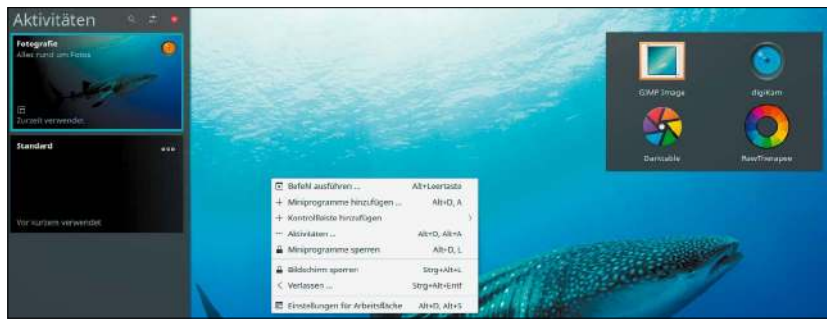 Aktivitäten
Fotografie
Alles rund um Fotos
Zurzeit verwendet
Standard
Vor kurzem verwendet
GIMP Image
digiKam
Darktable
RawTherapee
Befehl ausführen ... Alt+Leertaste
Miniprogramme hinzufügen ... Alt+D, A
Kontrollleiste hinzufügen
Aktivitäten ... Alt+D, Alt+A
Miniprogramme sperren Alt+D, L
Bildschirm sperren Strg+Alt+L
Verlassen ... Strg+Alt+Entf
Einstellungen für Arbeitsfläche Alt+D, Alt+S